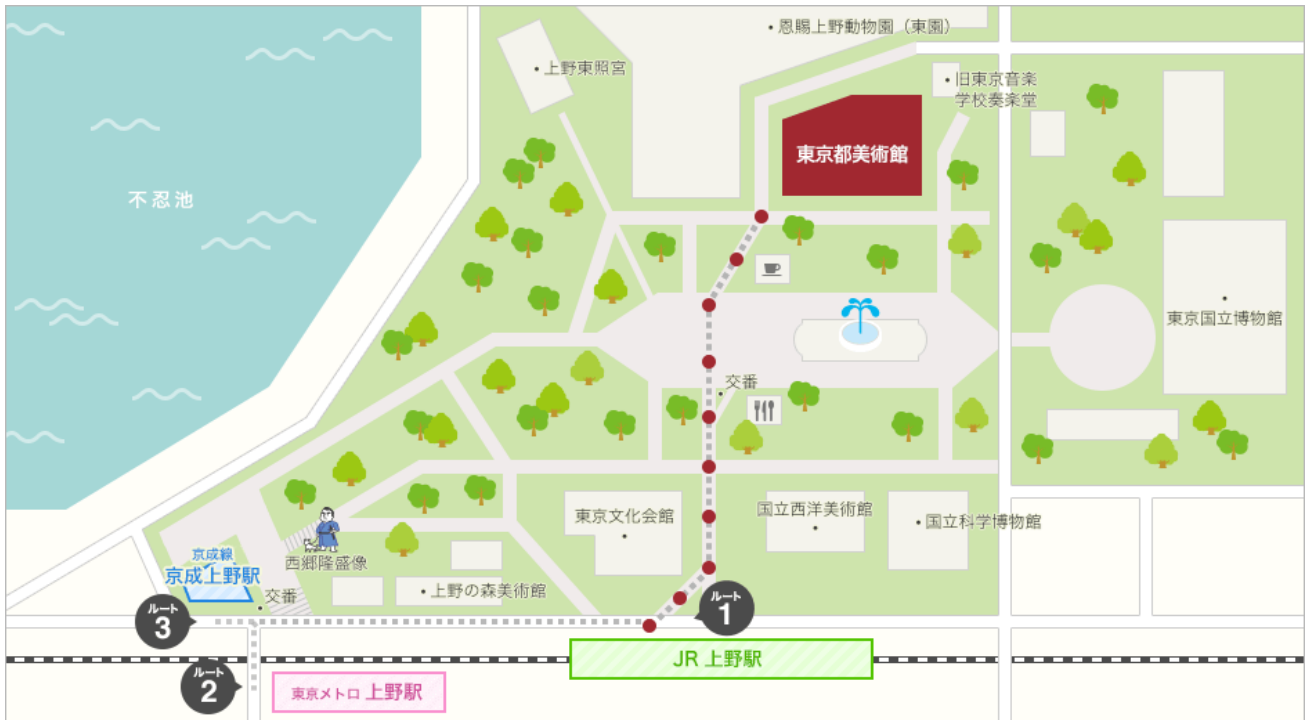 ・恩賜上野動物園（東園）
・上野東照宮
・旧東京音楽
学校奏楽堂
東京都美術館
不忍池
東京国立博物館
・
交番
・
東京文化会館
・
国立西洋美術館
・
・国立科学博物館
西郷隆盛像
京成線
京成上野駅
・上野の森美術館
・交番
ルート
1
ルート
3
JR 上野駅
ルート
2
東京メトロ 上野駅